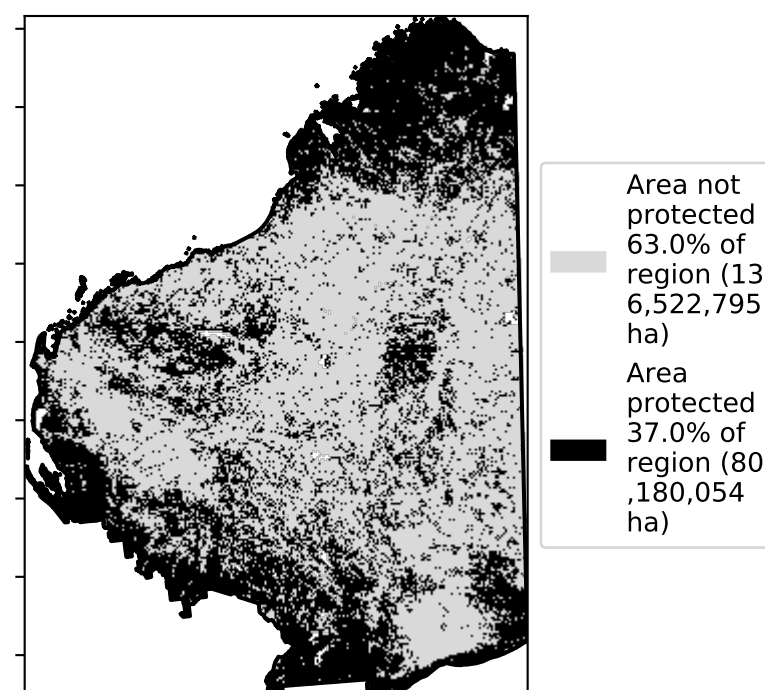 Area not
protected
63.0% of
region (13
6,522,795
ha)
Area
protected
37.0% of
region (80
,180,054
ha)